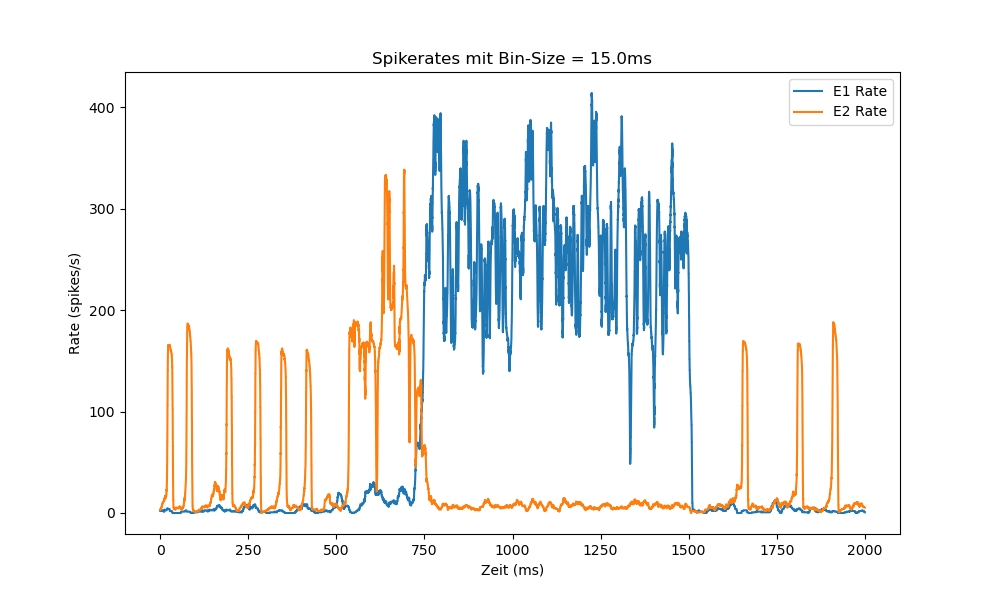 Spikerates mit Bin-Size = 15.0ms
E1 Rate
E2 Rate
Rate (spikes/s)
400
300
200
100
0
0 250 500 750 1000 1250 1500 1750 2000
Zeit (ms)